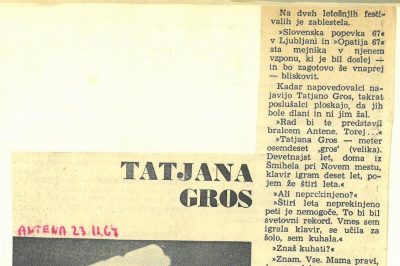 Na dveh letošnjih festi-
valih je zablestela.
»Slovenska popevka 67«
v Ljubljani in »Opatija 67«
sta mejnika v njenem
vzponu, ki je bil doslej —
in bo zagotovo še vnaprej
— bliskovit.
Kadar napovedovalci na-
javijo Tatjano Gros, takrat
poslušalci ploskajo, da jih
bole dlani in ni jim žal.
»Rad bi te predstavil
bralcem Antene. Torej...«
»Tatjana Gros — meter
osemdeset ,gros' (velika).
Devetnajst let, doma iz
Šmihela pri Novem mestu,
klavir igram deset let, po-
jem že štiri leta.«
»Ali neprekinjeno?«
»Štiri leta neprekinjeno
peti je nemogoče. To bi bil
svetovni rekord. Vmes sem
igrala klavir, se učila za
šolo, sem kuhala.«
»Znaš kuhati?«
»Znam. Vse. Mama pravi,
TATJANA
GROS
ANTENA 23.11.67